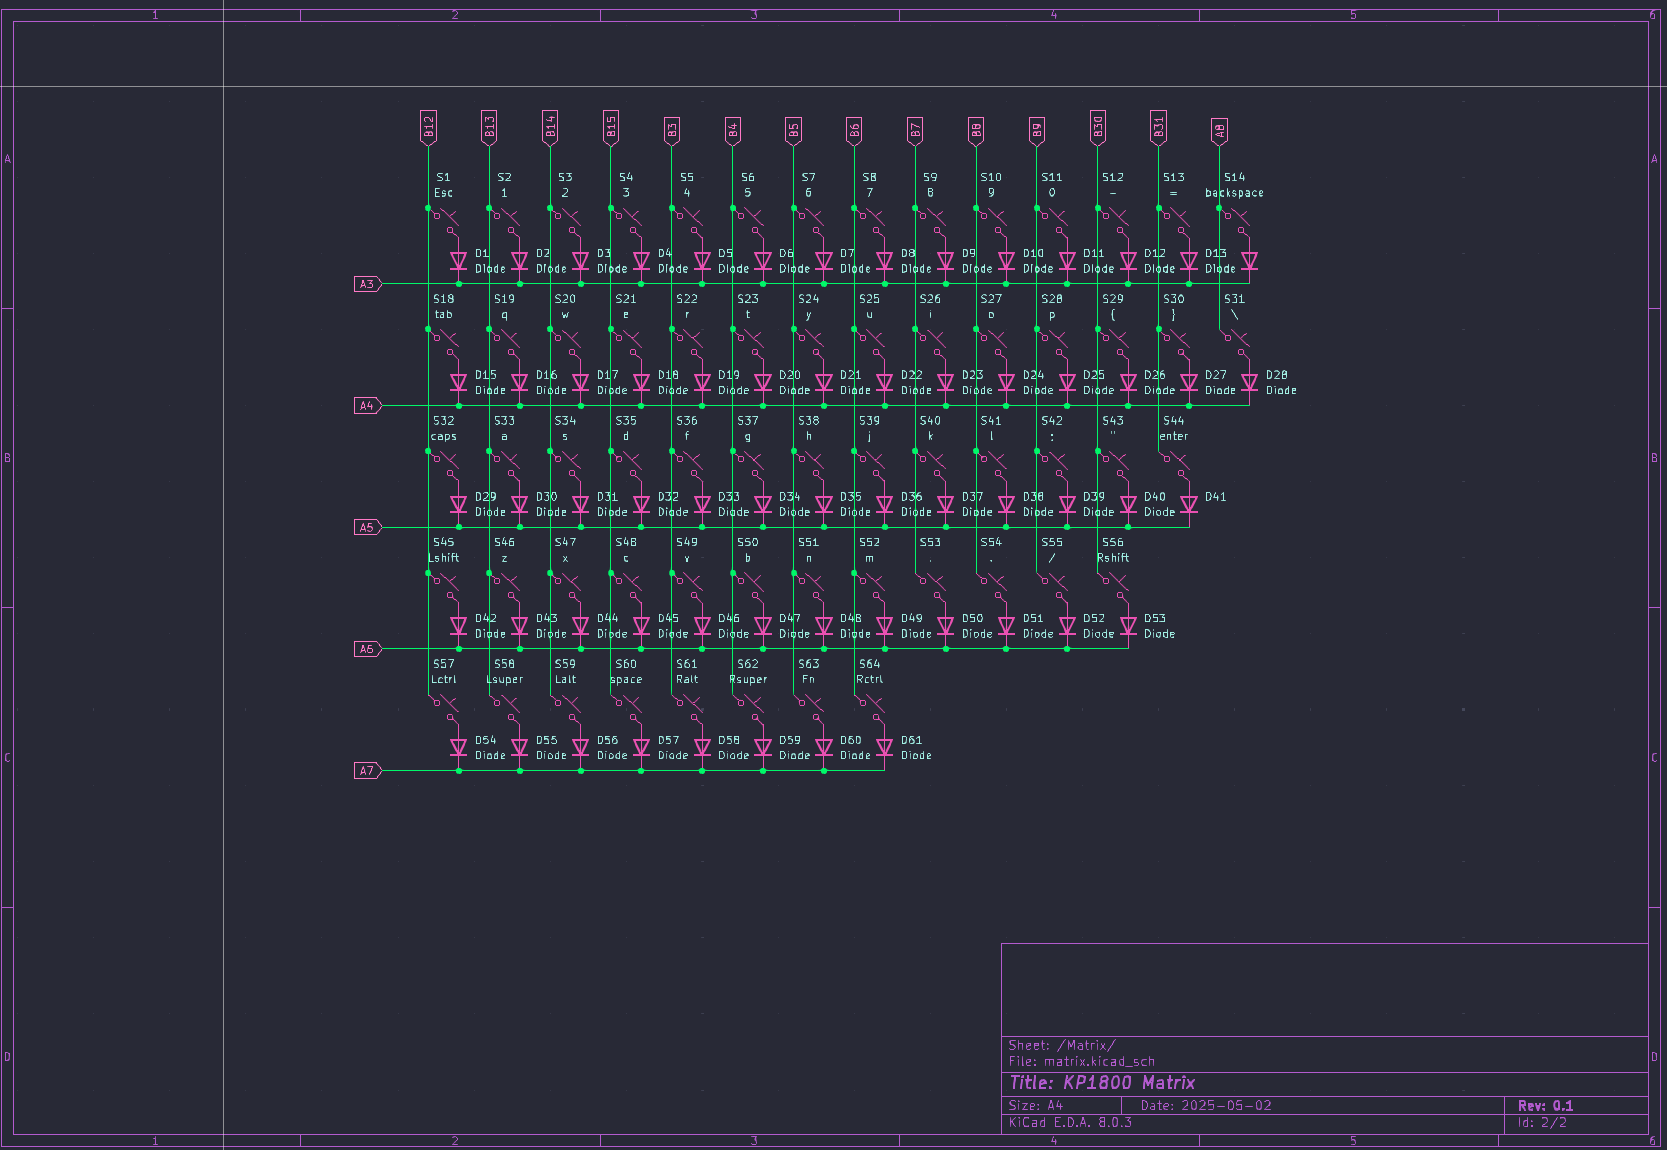 1 2 3 4 5 6
B12 B13 B14 B15 B3 B4 B5 B6 B7 B8 B9 B30 B31 A8
A A
S1 S2 S3 S4 S5 S6 S7 S8 S9 S10 S11 S12 S13 S14
Esc 1 2 3 4 5 6 7 8 9 0 - = backspace
D1 D2 D3 D4 D5 D6 D7 D8 D9 D10 D11 D12 D13
Diode Diode Diode Diode Diode Diode Diode Diode Diode Diode Diode Diode Diode
A3
S18 S19 S20 S21 S22 S23 S24 S25 S26 S27 S28 S29 S30 S31
tab q w e r t y u i o p { } \
D15 D16 D17 D18 D19 D20 D21 D22 D23 D24 D25 D26 D27 D28
Diode Diode Diode Diode Diode Diode Diode Diode Diode Diode Diode Diode Diode Diode
A4
S32 S33 S34 S35 S36 S37 S38 S39 S40 S41 S42 S43 S44
caps a s d f g h j k l ; " enter
B B
D29 D30 D31 D32 D33 D34 D35 D36 D37 D38 D39 D40 D41
Diode Diode Diode Diode Diode Diode Diode Diode Diode Diode Diode Diode
A5
S45 S46 S47 S48 S49 S50 S51 S52 S53 S54 S55 S56
Lshift z x c v b n m . . / Rshift
D42 D43 D44 D45 D46 D47 D48 D49 D50 D51 D52 D53
Diode Diode Diode Diode Diode Diode Diode Diode Diode Diode Diode Diode
A6
S57 S58 S59 S60 S61 S62 S63 S64
Lctrl Lsuper Lalt space Ralt Rsuper Fn Rctrl
D54 D55 D56 D57 D58 D59 D60 D61
Diode Diode Diode Diode Diode Diode Diode Diode
C C
A7
Sheet: /Matrix/
File: matrix.kicad_sch
D D
Title: KP1800 Matrix
Size: A4 Date: 2025-05-02 Rev: 0.1
KiCad E.D.A. 8.0.3 Id: 2/2
1 2 3 4 5 6